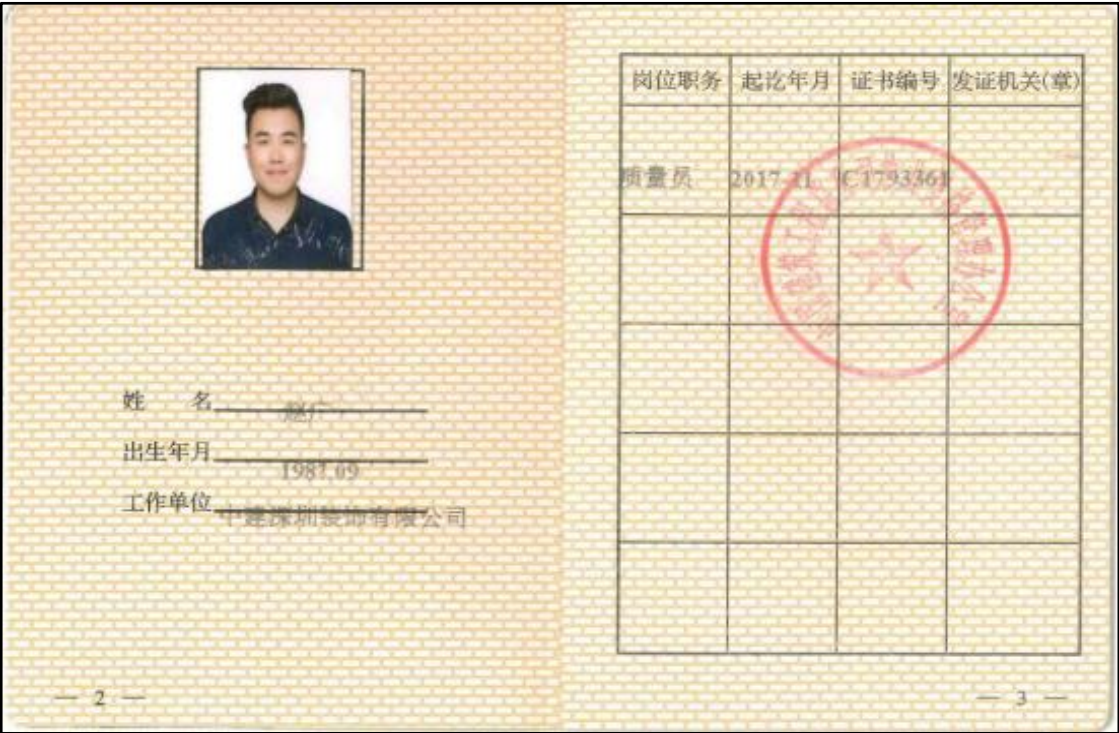 姓 名 赵广
出生年月 1987.09
工作单位 中建深圳装饰有限公司
— 2 —
岗位职务 起讫年月 证书编号 发证机关(章)
质量员 2017.11 C1793361
— 3 —